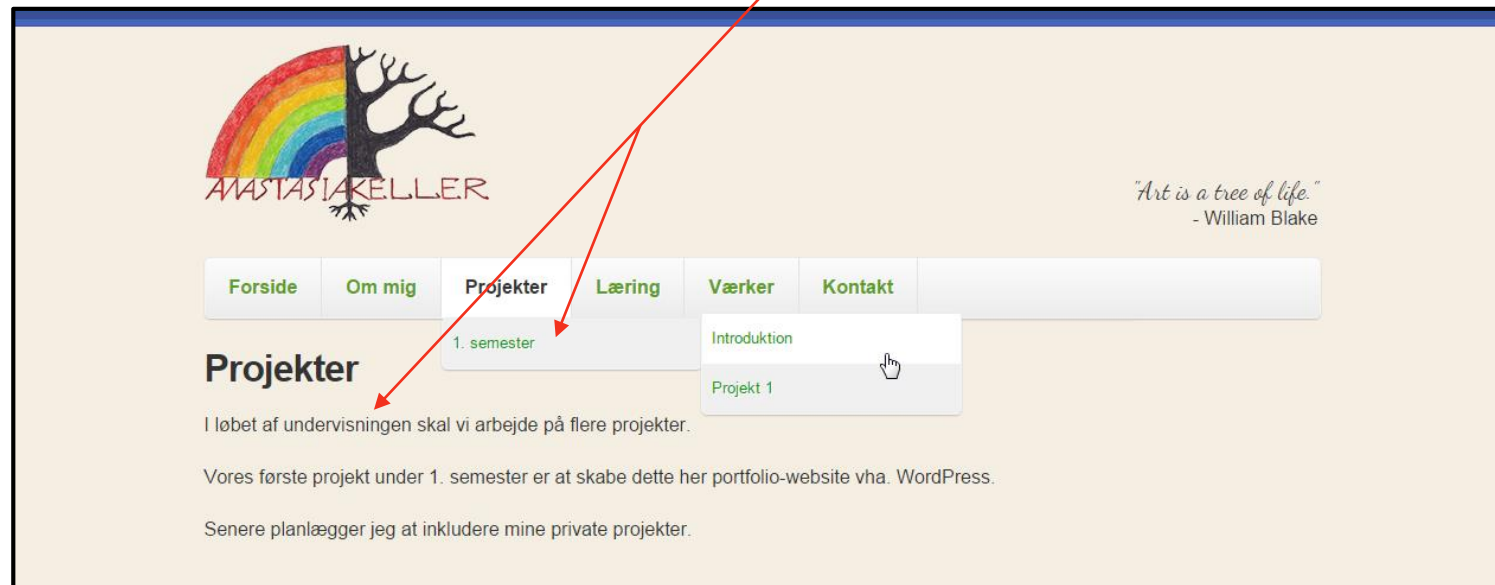 ANASTASIAKELLER
"Art is a tree of life."
- William Blake
Forside Om mig Projekter Læring Værker Kontakt
1. semester
Introduktion
Projekt 1
Projekter
I løbet af undervisningen skal vi arbejde på flere projekter.
Vores første projekt under 1. semester er at skabe dette her portfolio-website vha. WordPress.
Senere planlægger jeg at inkludere mine private projekter.